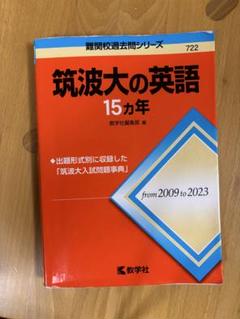 難関校過去問シリーズ
722
筑波大の英語
15ヵ年
教学社編集部 編
◆出題形式別に収録した
「筑波大入試問題事典」
from 2009 to 2023
教学社